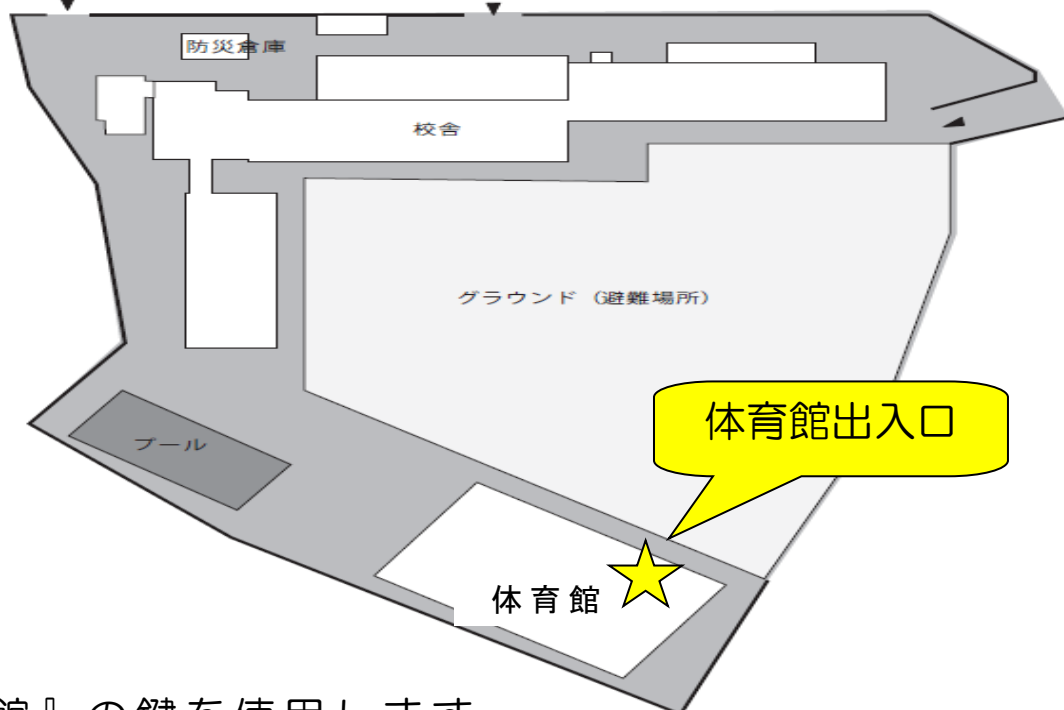 防災倉庫
校舎
グラウンド（避難場所）
体育館出入口
プール
体育館
館』の鍵を使用します